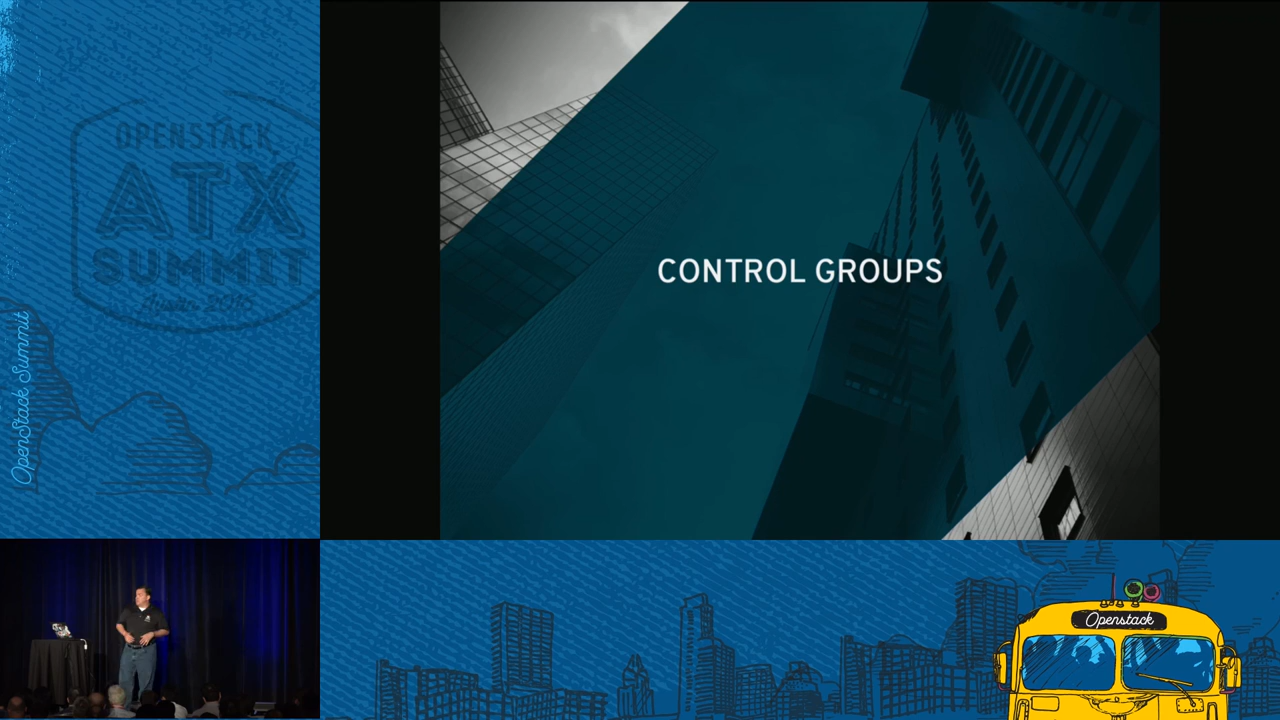 OPENSTACK
ATX
SUMMIT
Austin 2016
OpenStack Summit
CONTROL GROUPS
Openstack